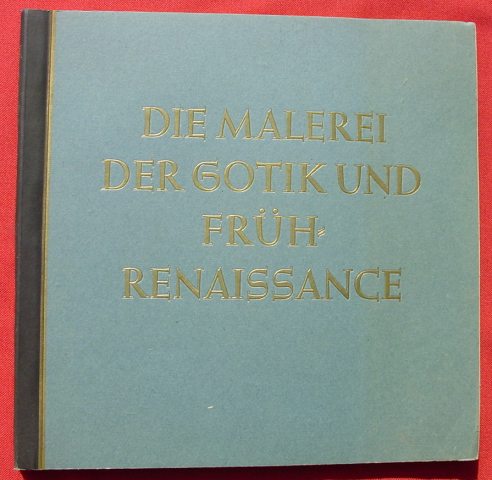 DIE MALEREI
DER GOTIK UND
FRÜH-
RENAISSANCE